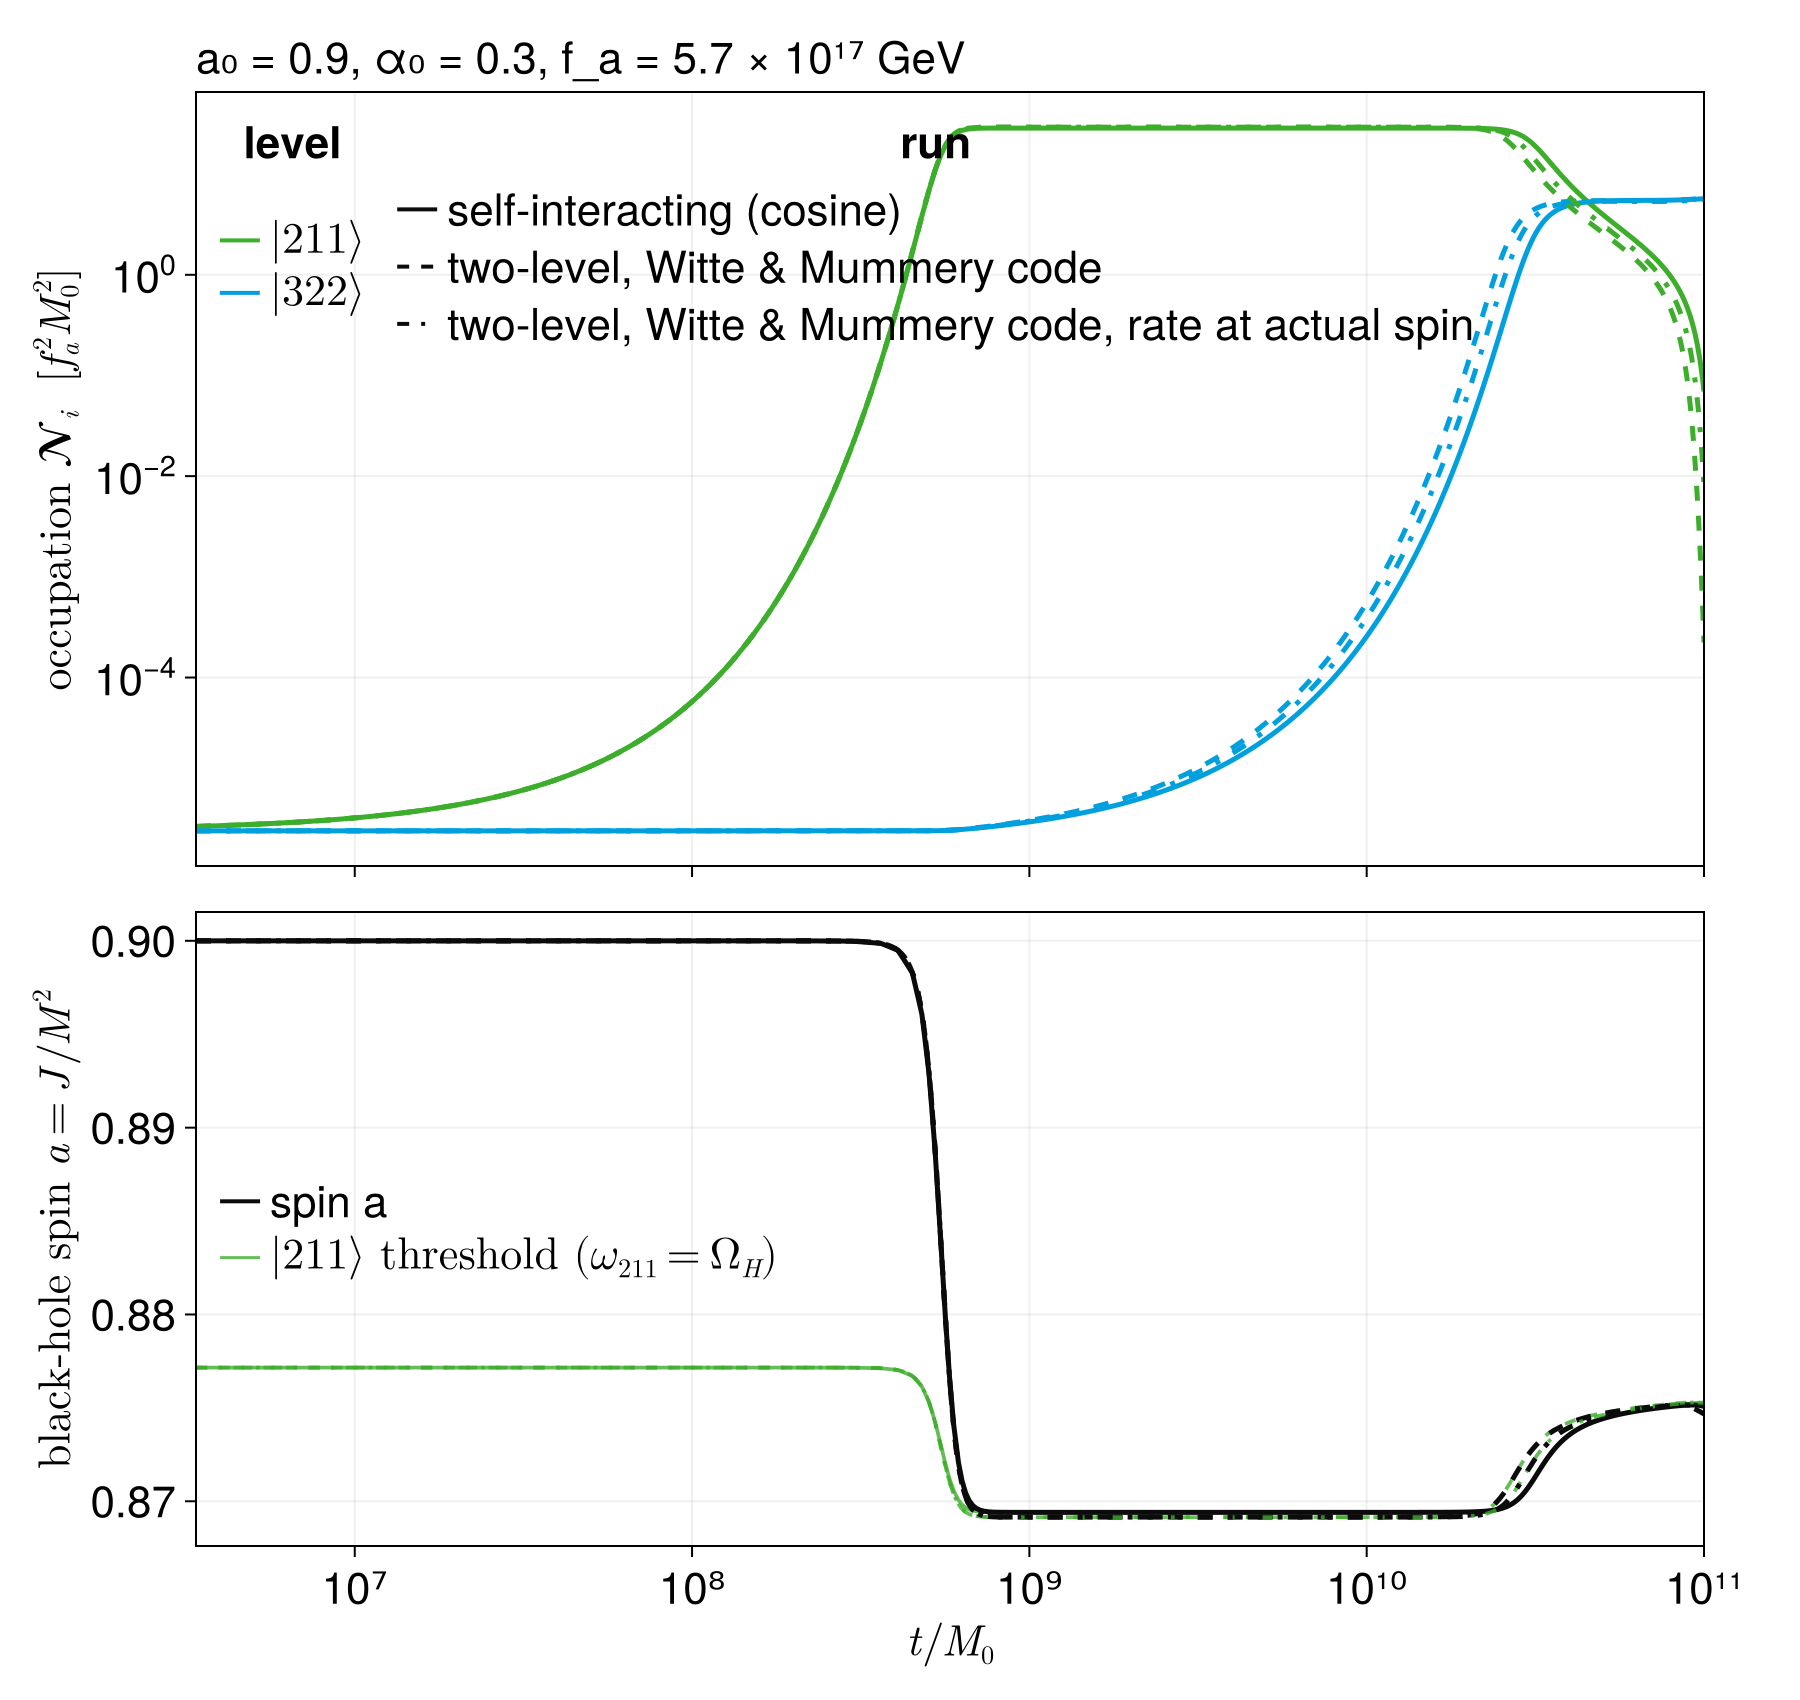 a₀ = 0.9, α₀ = 0.3, f_a = 5.7 × 10¹⁷ GeV
level
|211⟩
|322⟩
run
self-interacting (cosine)
two-level, Witte & Mummery code
two-level, Witte & Mummery code, rate at actual spin
occupation 𝓝ᵢ [f_a²M₀²]
10⁰
10⁻²
10⁻⁴
black-hole spin a = J/M²
0.90
0.89
0.88
0.87
spin a
|211⟩ threshold (ω₂₁₁ = Ω_H)
10⁷
10⁸
10⁹
10¹⁰
10¹¹
t/M₀